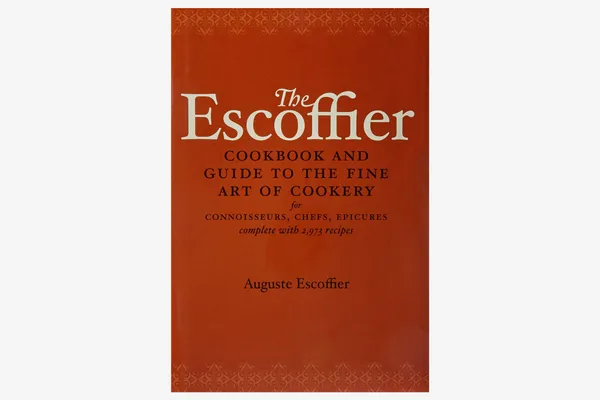 The
Escoffier
COOKBOOK AND
GUIDE TO THE FINE
ART OF COOKERY
for
CONNOISSEURS, CHEFS, EPICURES
complete with 2,973 recipes
Auguste Escoffier